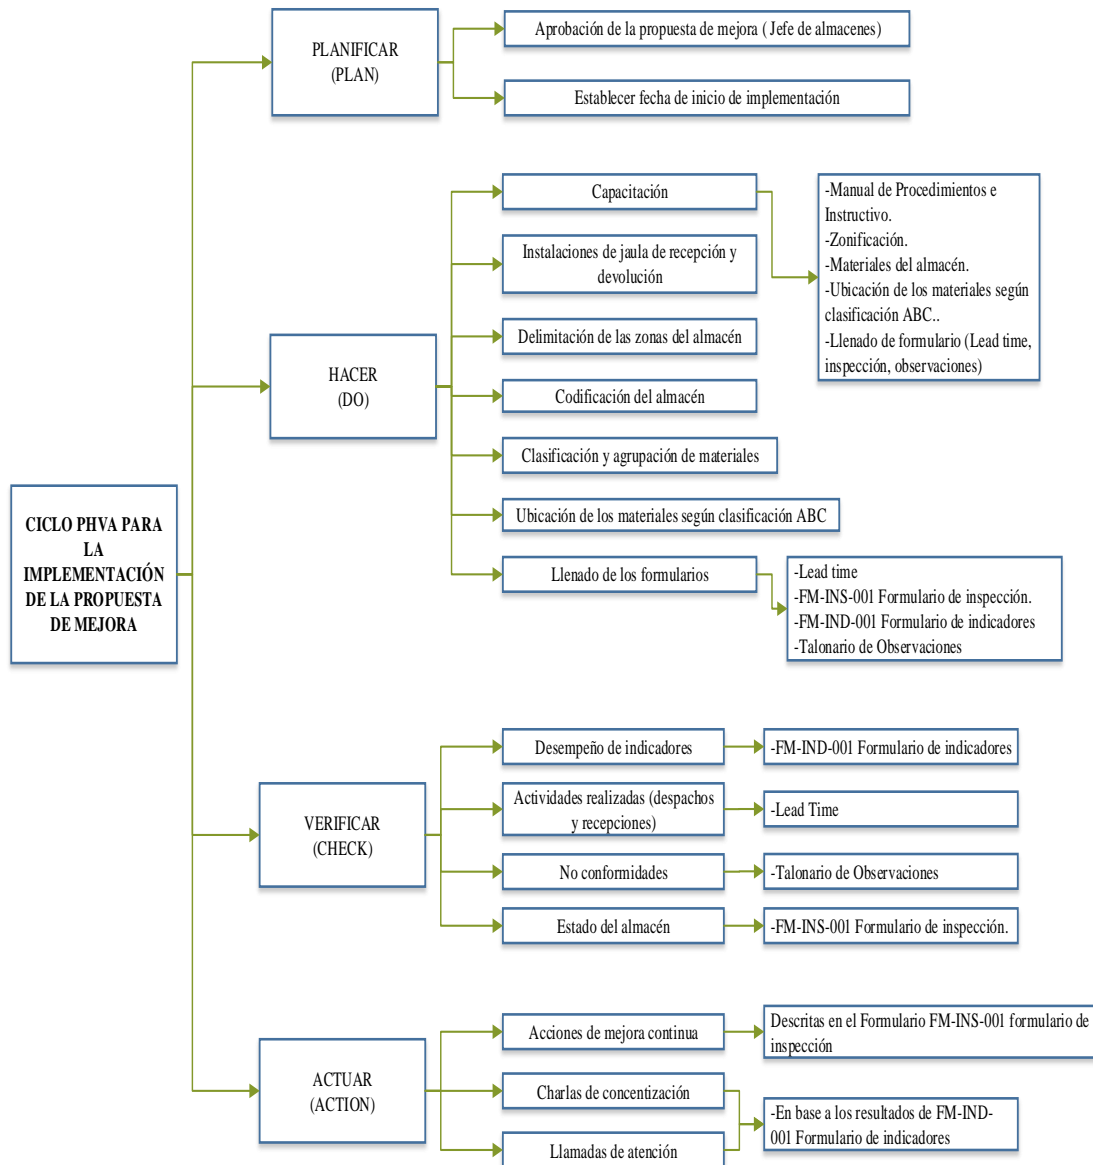 CICLO PHVA PARA
LA
IMPLEMENTACIÓN
DE LA PROPUESTA
DE MEJORA
PLANIFICAR
(PLAN)
Aprobación de la propuesta de mejora ( Jefe de almacenes)
Establecer fecha de inicio de implementación
HACER
(DO)
Capacitación
-Manual de Procedimientos e
Instructivo.
-Zonificación.
-Materiales del almacén.
-Ubicación de los materiales según
clasificación ABC..
-Llenado de formulario (Lead time,
inspección, observaciones)
Instalaciones de jaula de recepción y
devolución
Delimitación de las zonas del almacén
Codificación del almacén
Clasificación y agrupación de materiales
Ubicación de los materiales según clasificación ABC
Llenado de los formularios
-Lead time
-FM-INS-001 Formulario de inspección.
-FM-IND-001 Formulario de indicadores
-Talonario de Observaciones
VERIFICAR
(CHECK)
Desempeño de indicadores
-FM-IND-001 Formulario de indicadores
Actividades realizadas (despachos
y recepciones)
-Lead Time
No conformidades
-Talonario de Observaciones
Estado del almacén
-FM-INS-001 Formulario de inspección.
ACTUAR
(ACTION)
Acciones de mejora continua
Descritas en el Formulario FM-INS-001 formulario de
inspección
Charlas de concentización
Llamadas de atención
-En base a los resultados de FM-IND-
001 Formulario de indicadores